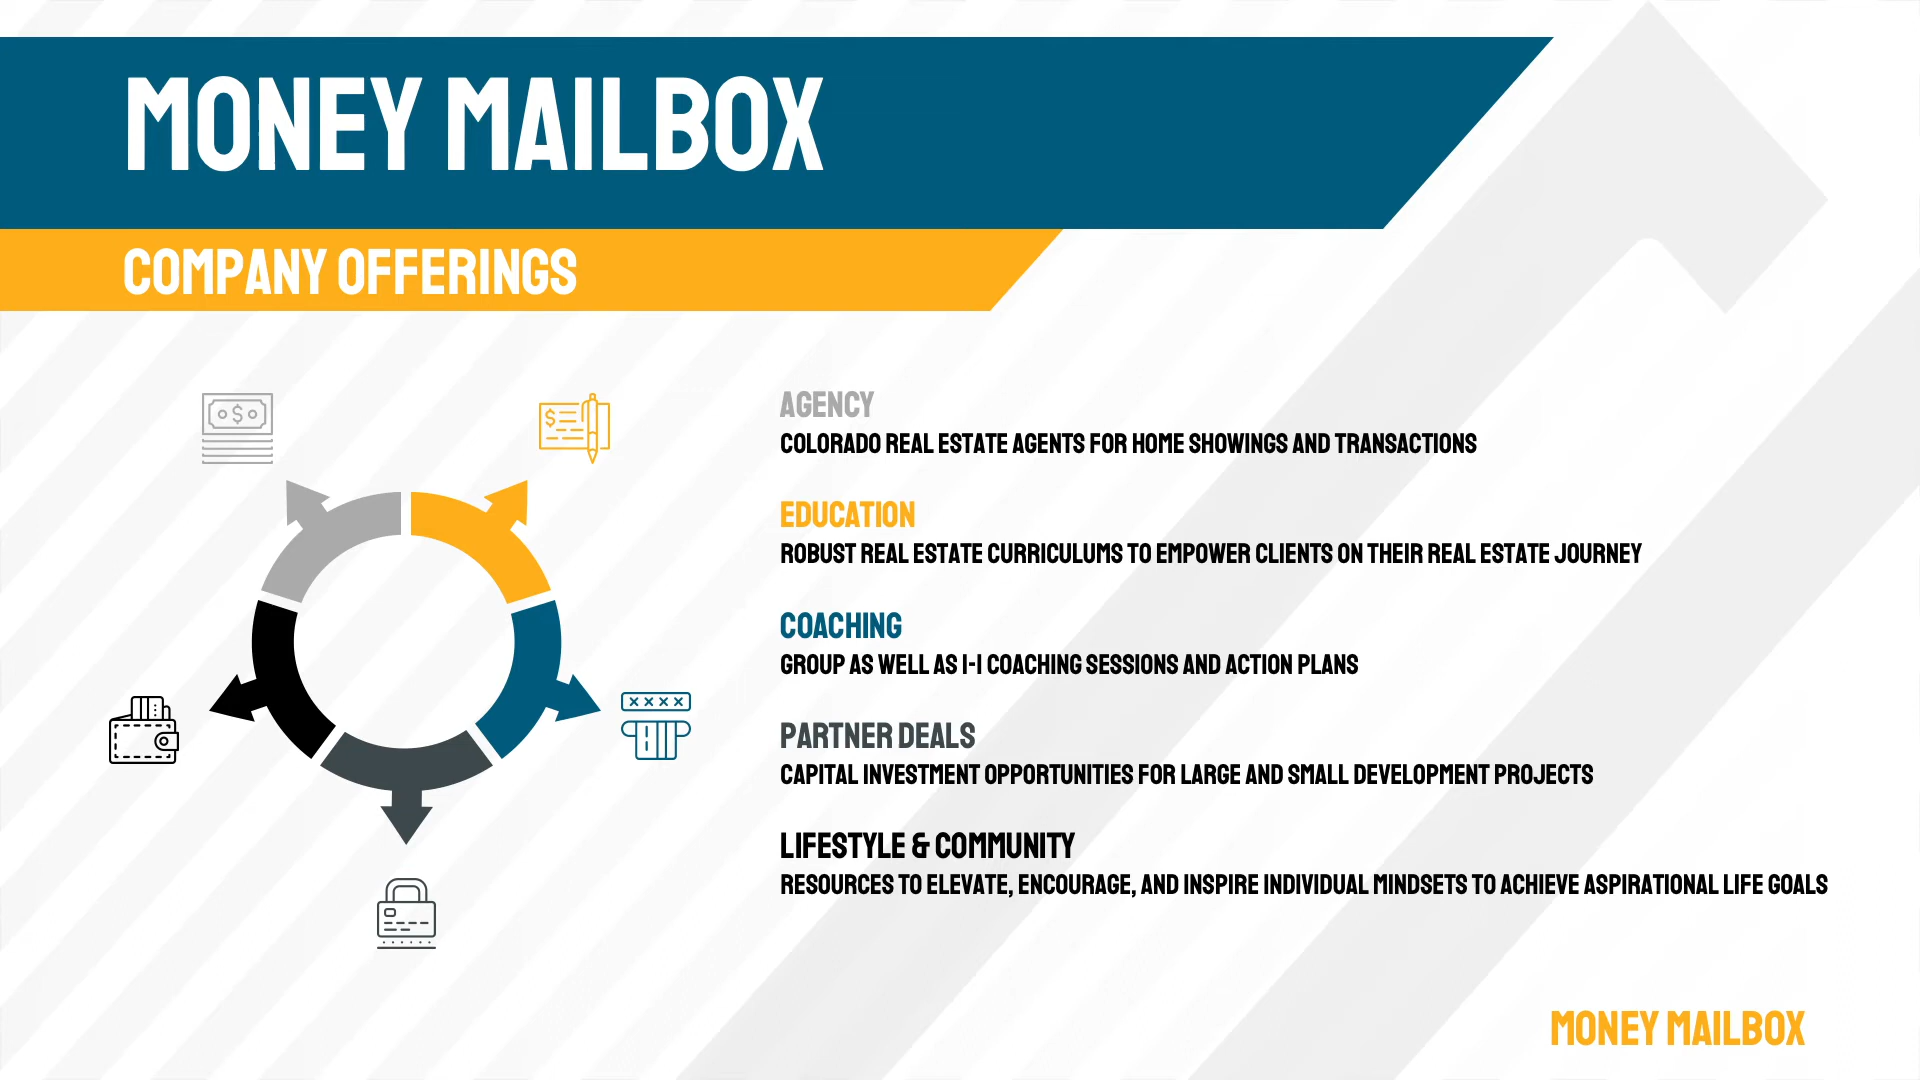 MONEY MAILBOX
COMPANY OFFERINGS
AGENCY
COLORADO REAL ESTATE AGENTS FOR HOME SHOWINGS AND TRANSACTIONS
EDUCATION
ROBUST REAL ESTATE CURRICULUMS TO EMPOWER CLIENTS ON THEIR REAL ESTATE JOURNEY
COACHING
GROUP AS WELL AS 1-1 COACHING SESSIONS AND ACTION PLANS
PARTNER DEALS
CAPITAL INVESTMENT OPPORTUNITIES FOR LARGE AND SMALL DEVELOPMENT PROJECTS
LIFESTYLE & COMMUNITY
RESOURCES TO ELEVATE, ENCOURAGE, AND INSPIRE INDIVIDUAL MINDSETS TO ACHIEVE ASPIRATIONAL LIFE GOALS
MONEY MAILBOX